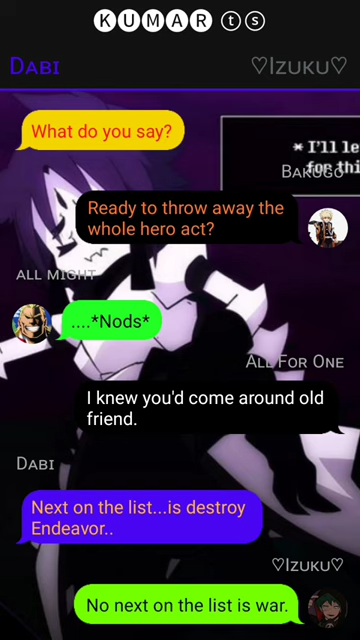 KUMAR ts
Dabi
♡Izuku♡
What do you say?
* I'll le
for thi
Bakugo
Ready to throw away the
whole hero act?
ALL MIGHT
....*Nods*
All For One
I knew you'd come around old
friend.
Dabi
Next on the list...is destroy
Endeavor..
♡Izuku♡
No next on the list is war.